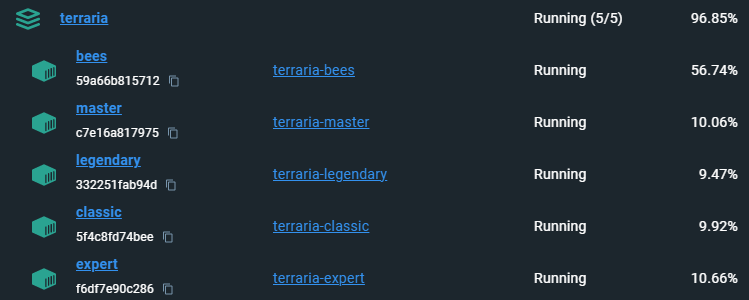 terraria Running (5/5) 96.85%
bees
59a66b815712 terraria-bees Running 56.74%
master
c7e16a817975 terraria-master Running 10.06%
legendary
332251fab94d terraria-legendary Running 9.47%
classic
5f4c8fd74bee terraria-classic Running 9.92%
expert
f6df7e90c286 terraria-expert Running 10.66%